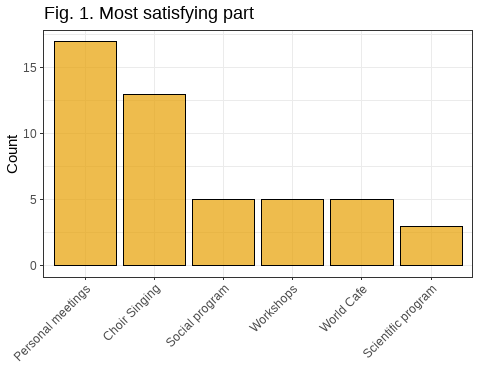 Fig. 1. Most satisfying part
Count
15
10
5
0
Personal meetings
Choir Singing
Social program
Workshops
World Cafe
Scientific program